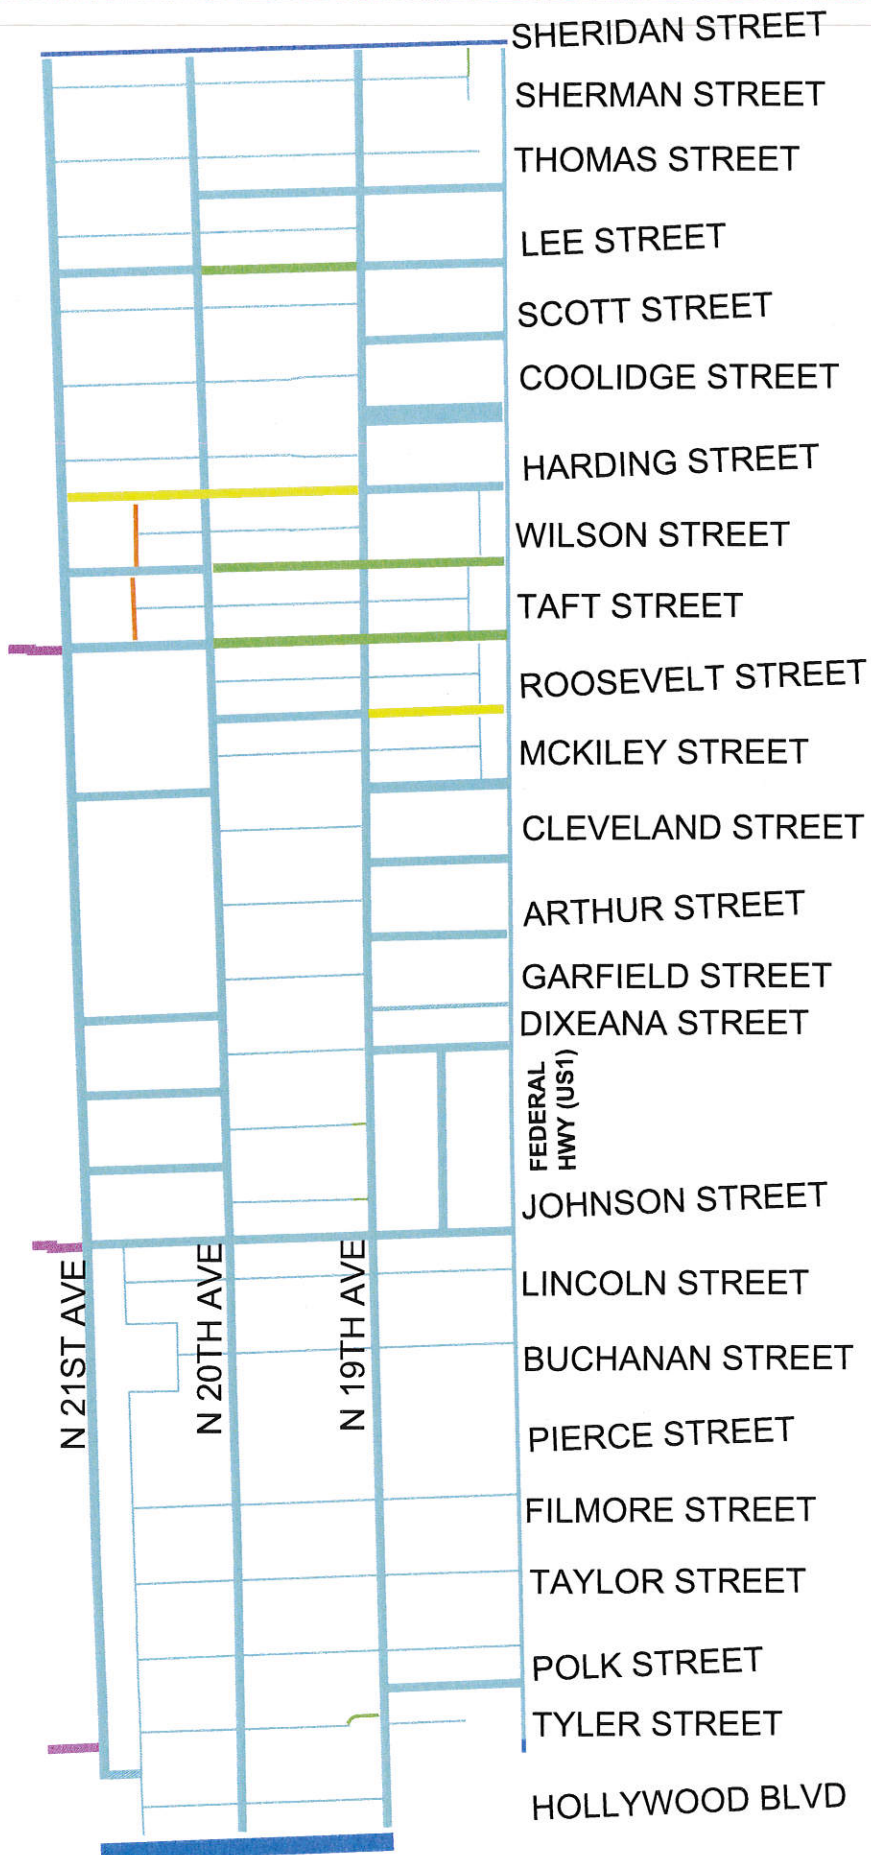 SHERIDAN STREET
SHERMAN STREET
THOMAS STREET
LEE STREET
SCOTT STREET
COOLIDGE STREET
HARDING STREET
WILSON STREET
TAFT STREET
ROOSEVELT STREET
MCKILEY STREET
CLEVELAND STREET
ARTHUR STREET
GARFIELD STREET
DIXEANA STREET
FEDERAL
HWY (US1)
JOHNSON STREET
N 21ST AVE
N 20TH AVE
N 19TH AVE
LINCOLN STREET
BUCHANAN STREET
PIERCE STREET
FILMORE STREET
TAYLOR STREET
POLK STREET
TYLER STREET
HOLLYWOOD BLVD